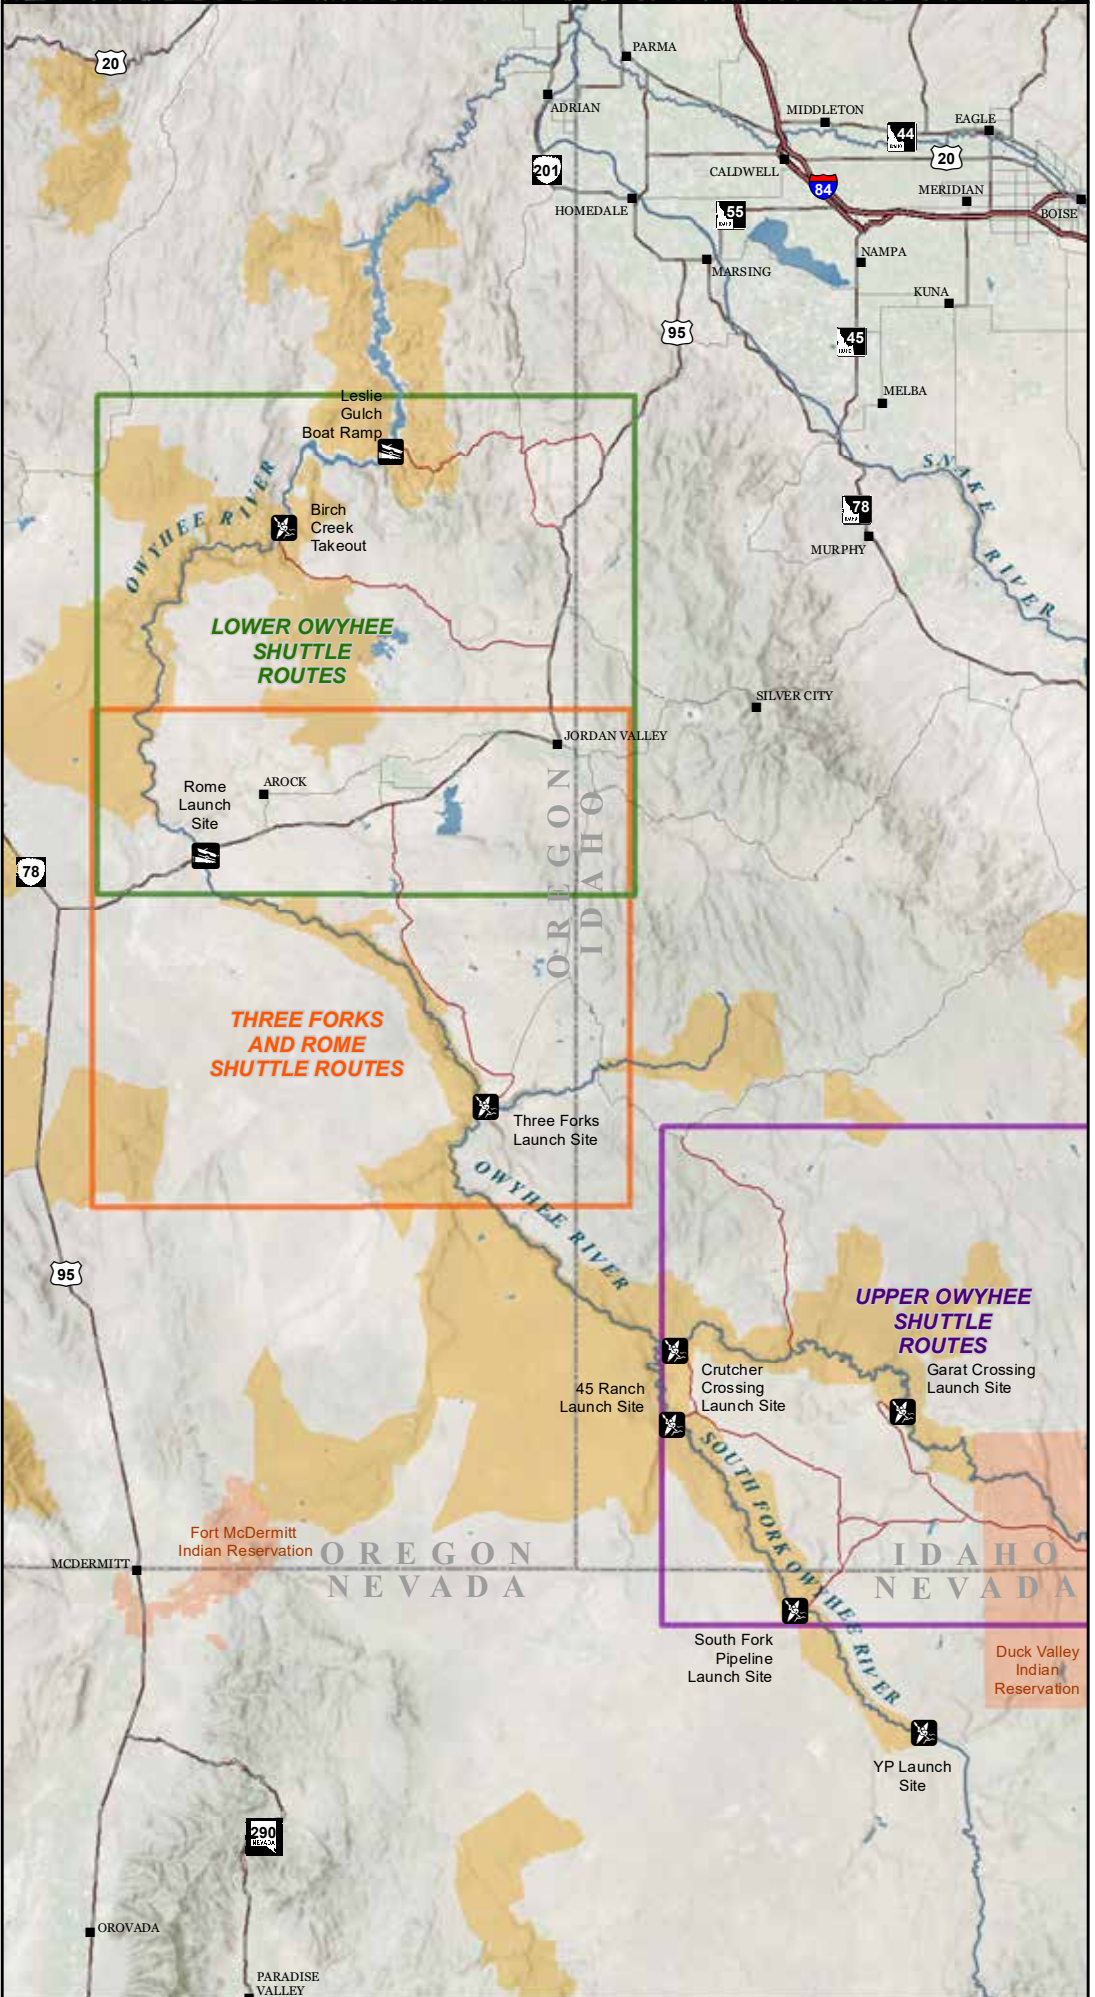 20
PARMA
ADRIAN
MIDDLETON
44
EAGLE
20
201
CALDWELL
84
MERIDIAN
HOMEDALE
55
BOISE
MARSING
NAMPA
KUNA
95
45
MELBA
Leslie
Gulch
Boat Ramp
SNAKE RIVER
OWYHEE RIVER
Birch
Creek
Takeout
78
MURPHY
LOWER OWYHEE
SHUTTLE
ROUTES
SILVER CITY
JORDAN VALLEY
Rome
Launch
Site
AROCK
OREGON
IDAHO
78
THREE FORKS
AND ROME
SHUTTLE ROUTES
Three Forks
Launch Site
OWYHEE RIVER
95
UPPER OWYHEE
SHUTTLE
ROUTES
Crutcher
Crossing
Launch Site
Garat Crossing
Launch Site
45 Ranch
Launch Site
SOUTH FORK OWYHEE RIVER
Fort McDermitt
Indian Reservation
OREGON
NEVADA
IDAHO
NEVADA
MCDERMITT
South Fork
Pipeline
Launch Site
Duck Valley
Indian
Reservation
YP Launch
Site
290
NEVADA
OROVADA
PARADISE
VALLEY